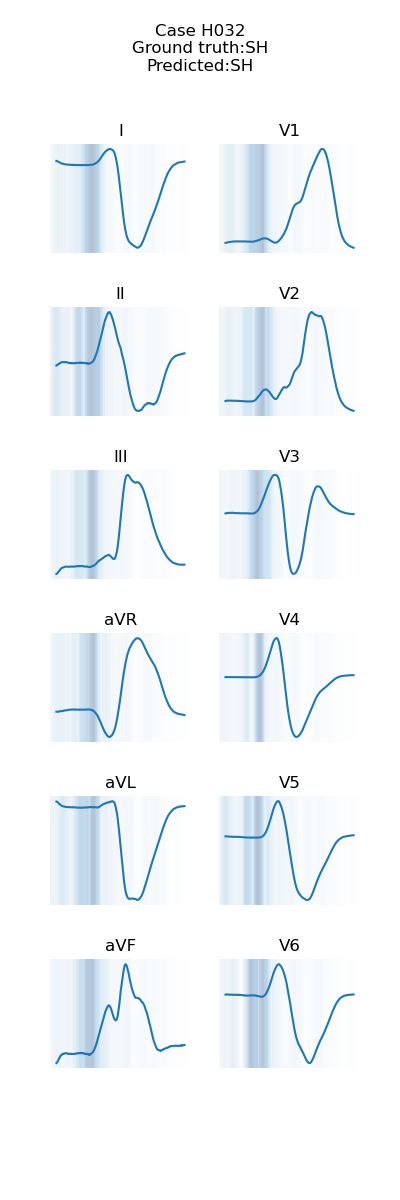 Case H032
Ground truth:SH
Predicted:SH
I
V1
II
V2
III
V3
aVR
V4
aVL
V5
aVF
V6